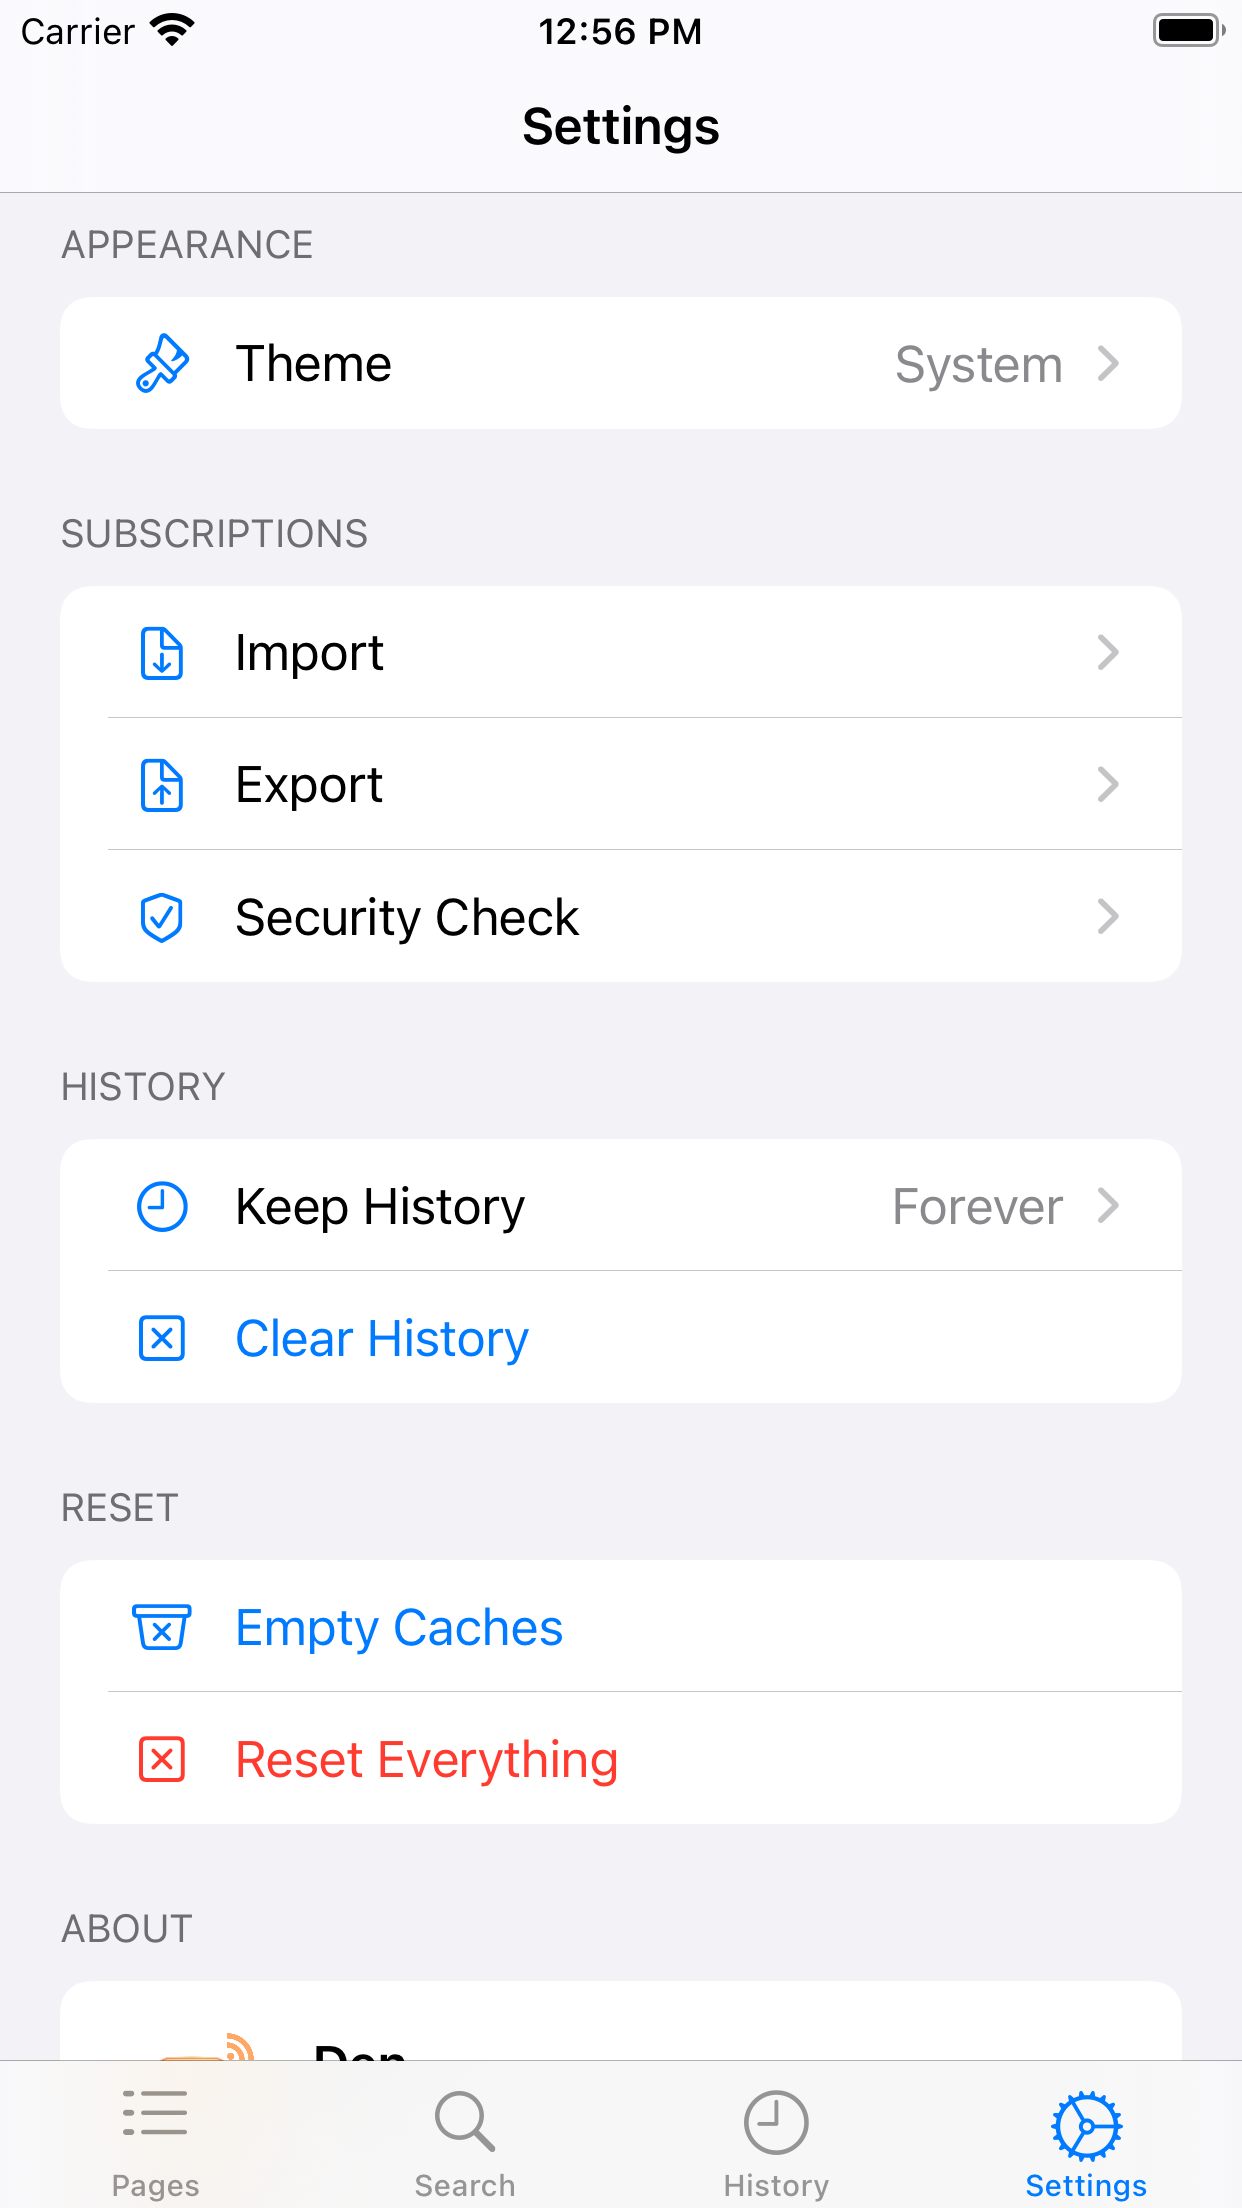 Carrier
12:56 PM
Settings
APPEARANCE
Theme
System
SUBSCRIPTIONS
Import
Export
Security Check
HISTORY
Keep History
Forever
Clear History
RESET
Empty Caches
Reset Everything
ABOUT
Pages
Search
History
Settings